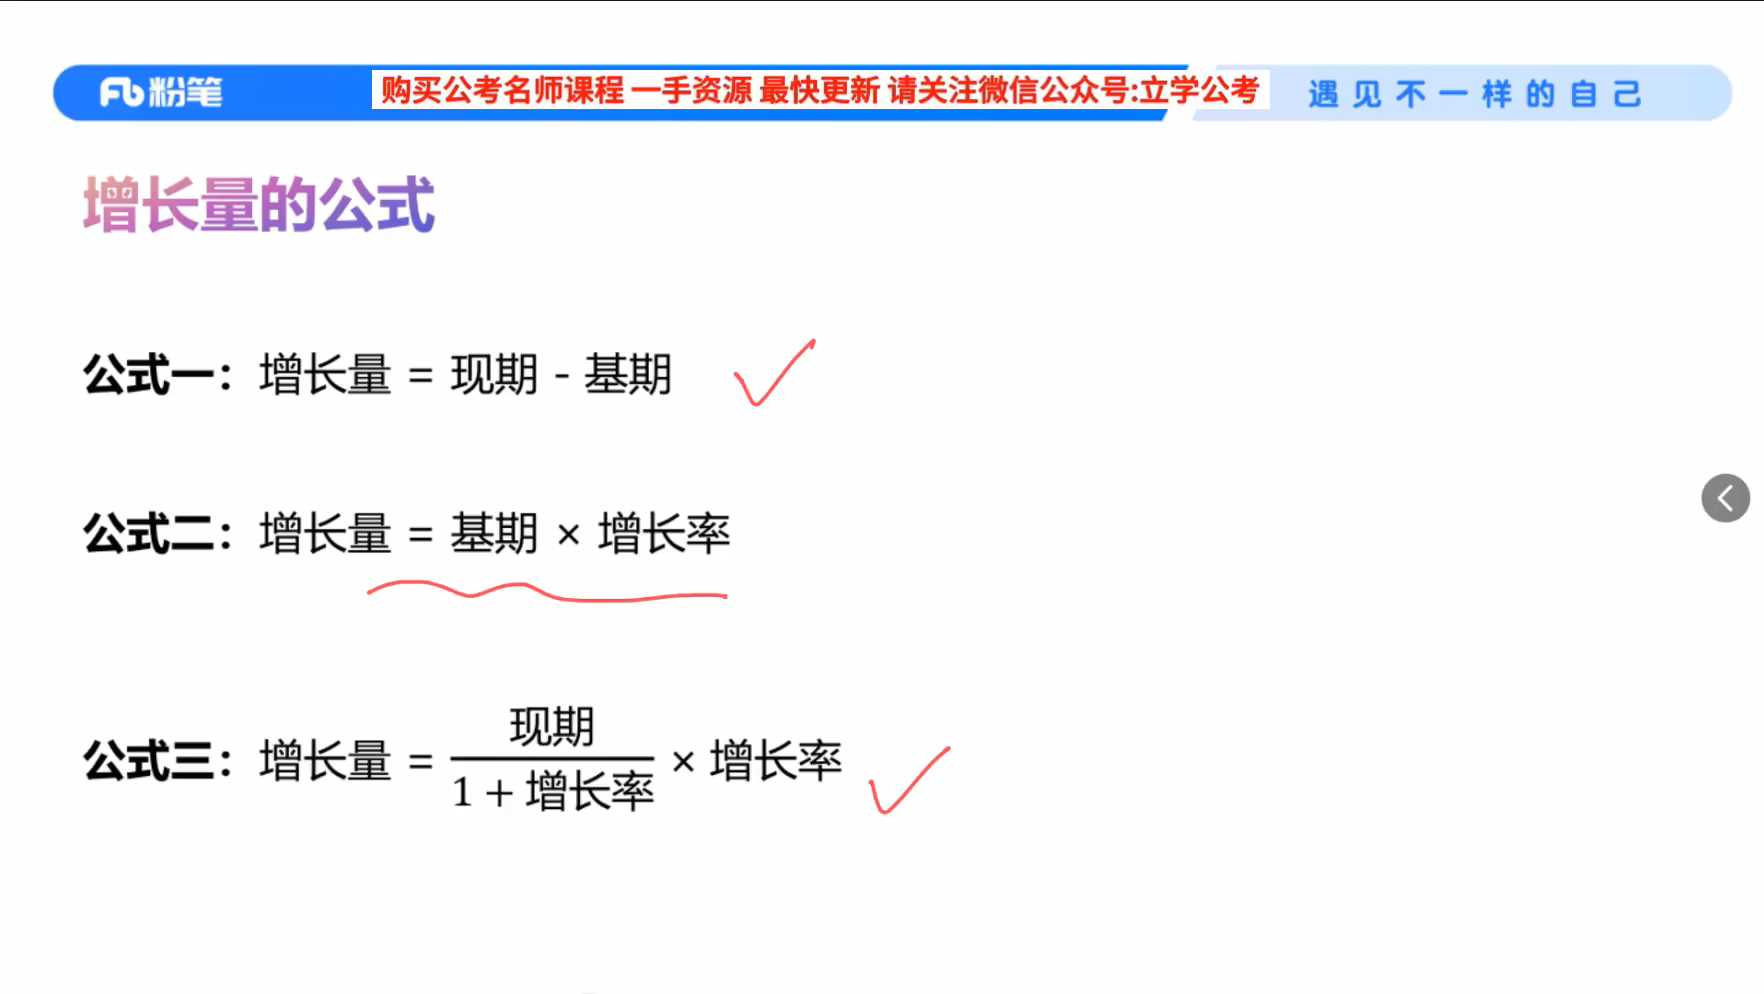 粉笔 购买公考名师课程 一手资源 最快更新 请关注微信公众号:立学公考 遇见不一样的自己
增长量的公式
公式一：增长量 = 现期 - 基期
公式二：增长量 = 基期 × 增长率
公式三：增长量 = 现期 / 1 + 增长率 × 增长率